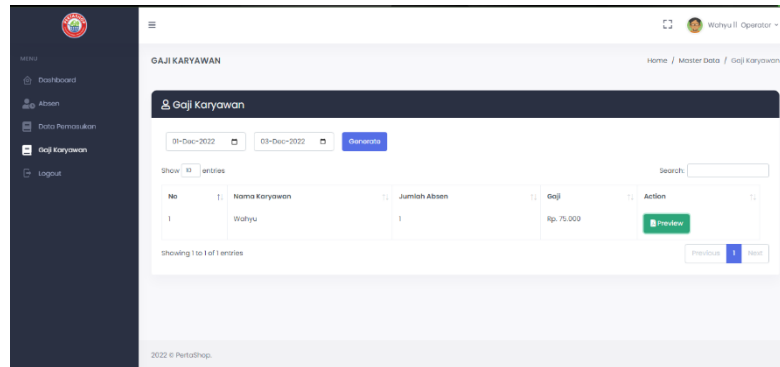 Wahyu || Operator
MENU
GAJI KARYAWAN
Home / Master Data / Gaji Karyawan
Dashboard
Absen
Data Pemasukan
Gaji Karyawan
Logout
Gaji Karyawan
01-Dec-2022 03-Dec-2022 Generate
Show 10 entries Search:
No Nama Karyawan Jumlah Absen Gaji Action
1 Wahyu 1 Rp. 75.000 Preview
Showing 1 to 1 of 1 entries Previous 1 Next
2022 © PertaShop.